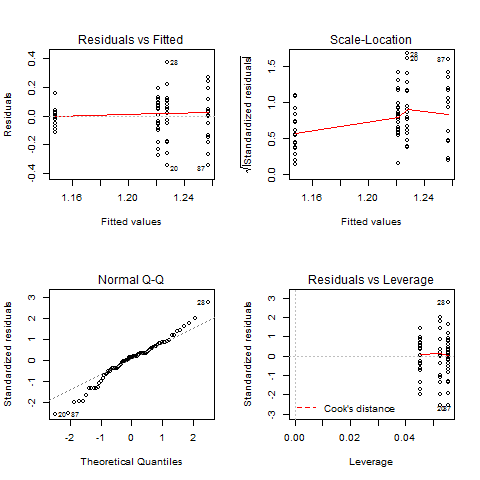 Residuals vs Fitted
Residuals
-0.4 -0.2 0.0 0.2 0.4
28
20
87
1.16 1.20 1.24
Fitted values
Scale-Location
√|Standardized residuals|
0.0 0.5 1.0 1.5
28
20
87
1.16 1.20 1.24
Fitted values
Normal Q-Q
Standardized residuals
-2 -1 0 1 2 3
28
20
87
-2 -1 0 1 2
Theoretical Quantiles
Residuals vs Leverage
Standardized residuals
-3 -2 -1 0 1 2 3
28
20
87
Cook's distance
0.00 0.02 0.04
Leverage